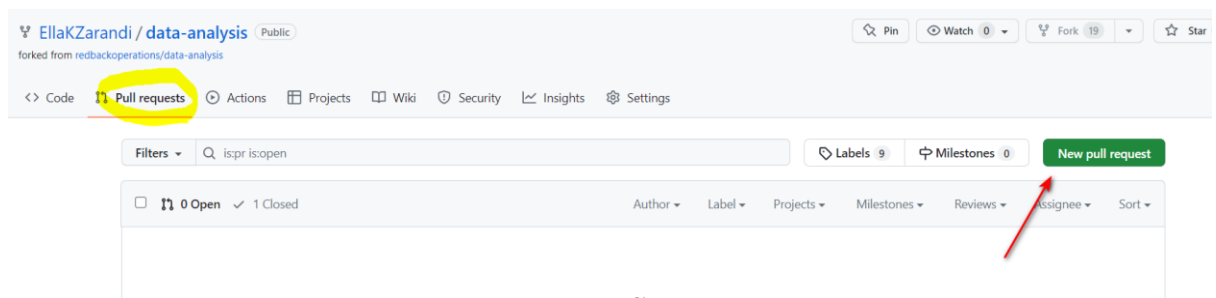 EllaKZarandi / data-analysis Public
Pin Watch 0 Fork 19 Star
forked from redbackoperations/data-analysis
Code Pull requests Actions Projects Wiki Security Insights Settings
Filters is:pr is:open Labels 9 Milestones 0 New pull request
0 Open 1 Closed Author Label Projects Milestones Reviews Assignee Sort